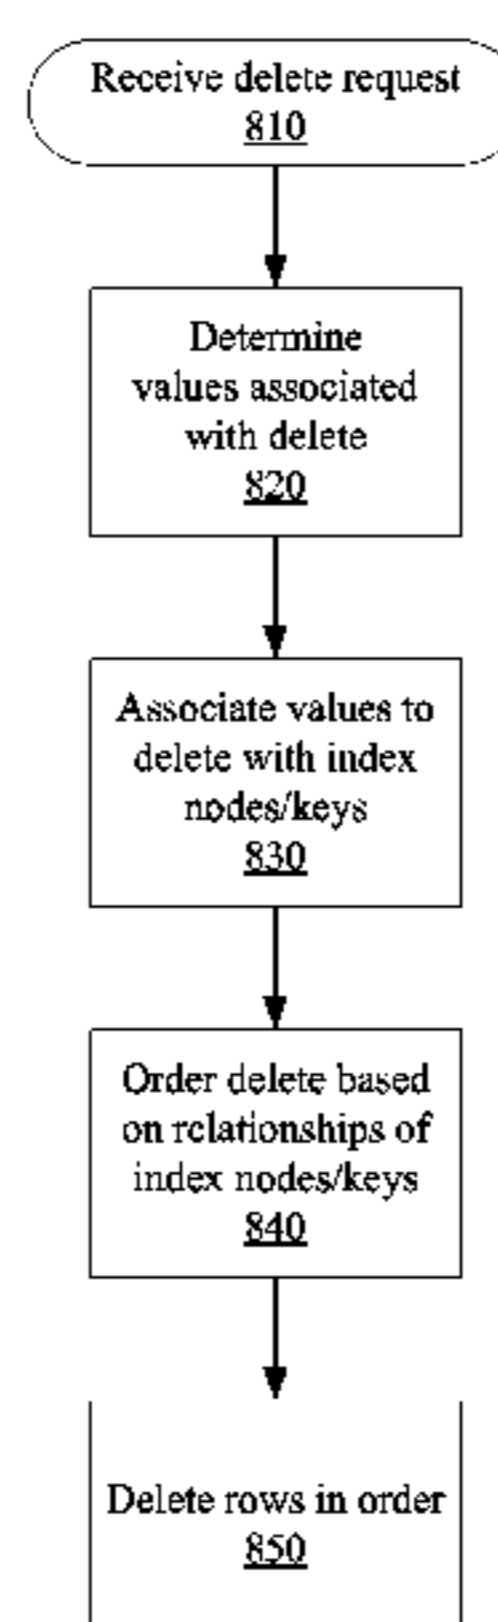 Receive delete request
810
Determine
values associated
with delete
820
Associate values to
delete with index
nodes/keys
830
Order delete based
on relationships of
index nodes/keys
840
Delete rows in order
850